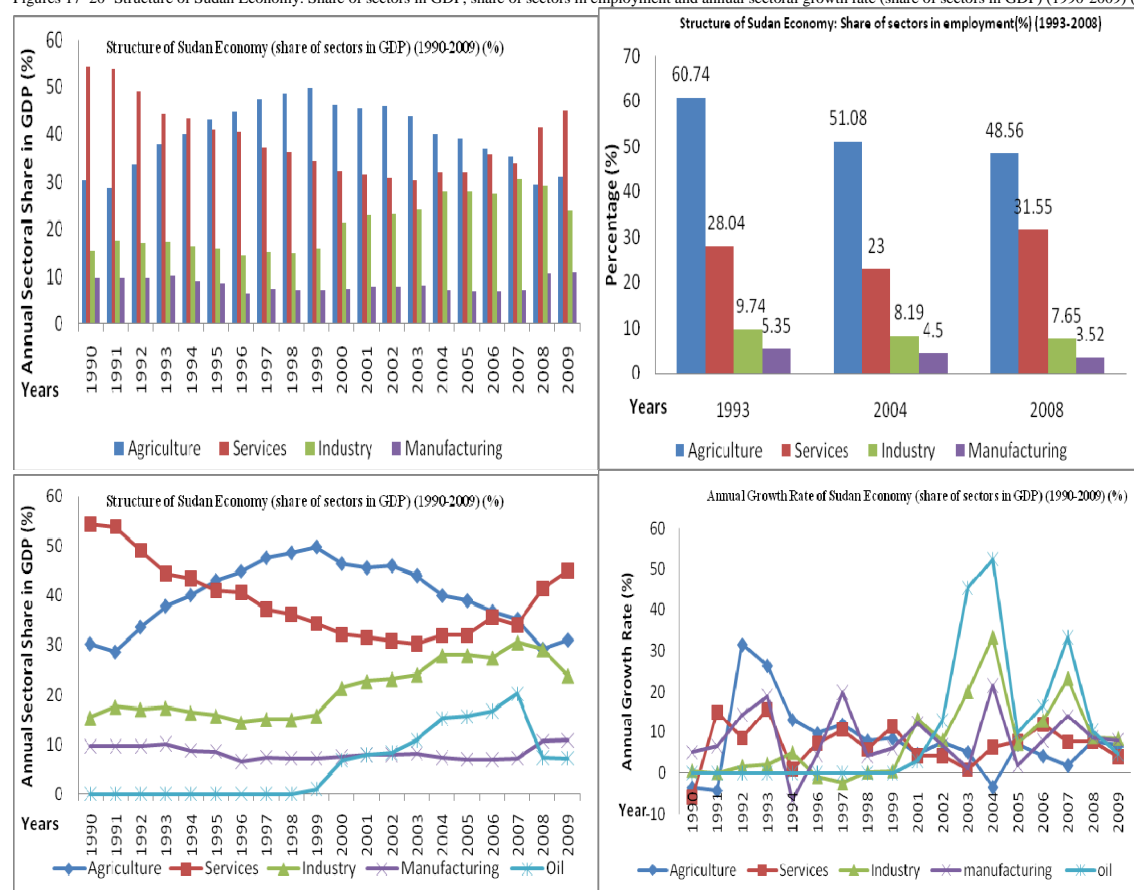 Figures 17-20 Structure of Sudan Economy: Share of sectors in GDP, share of sectors in employment and annual sectoral growth rate (share of sectors in GDP) (1990-2009) (
Structure of Sudan Economy (share of sectors in GDP) (1990-2009) (%)
Annual Sectoral Share in GDP (%)
60
50
40
30
20
10
0
1990 1991 1992 1993 1994 1995 1996 1997 1998 1999 2000 2001 2002 2003 2004 2005 2006 2007 2008 2009
Years
Agriculture Services Industry Manufacturing
Structure of Sudan Economy: Share of sectors in employment(%) (1993-2008)
Percentage (%)
70
60
50
40
30
20
10
0
60.74
28.04
9.74
5.35
51.08
23
8.19
4.5
48.56
31.55
7.65
3.52
Years 1993 2004 2008
Agriculture Services Industry Manufacturing
Structure of Sudan Economy (share of sectors in GDP) (1990-2009) (%)
Annual Sectoral Share in GDP (%)
60
50
40
30
20
10
0
1990 1991 1992 1993 1994 1995 1996 1997 1998 1999 2000 2001 2002 2003 2004 2005 2006 2007 2008 2009
Years
Agriculture Services Industry Manufacturing Oil
Annual Growth Rate of Sudan Economy (share of sectors in GDP) (1990-2009) (%)
Annual Growth Rate (%)
60
50
40
30
20
10
0
-10
1990 1991 1992 1993 1994 1996 1997 1998 1999 2001 2002 2003 2004 2005 2006 2007 2008 2009
Year.
Agriculture Services Industry manufacturing oil